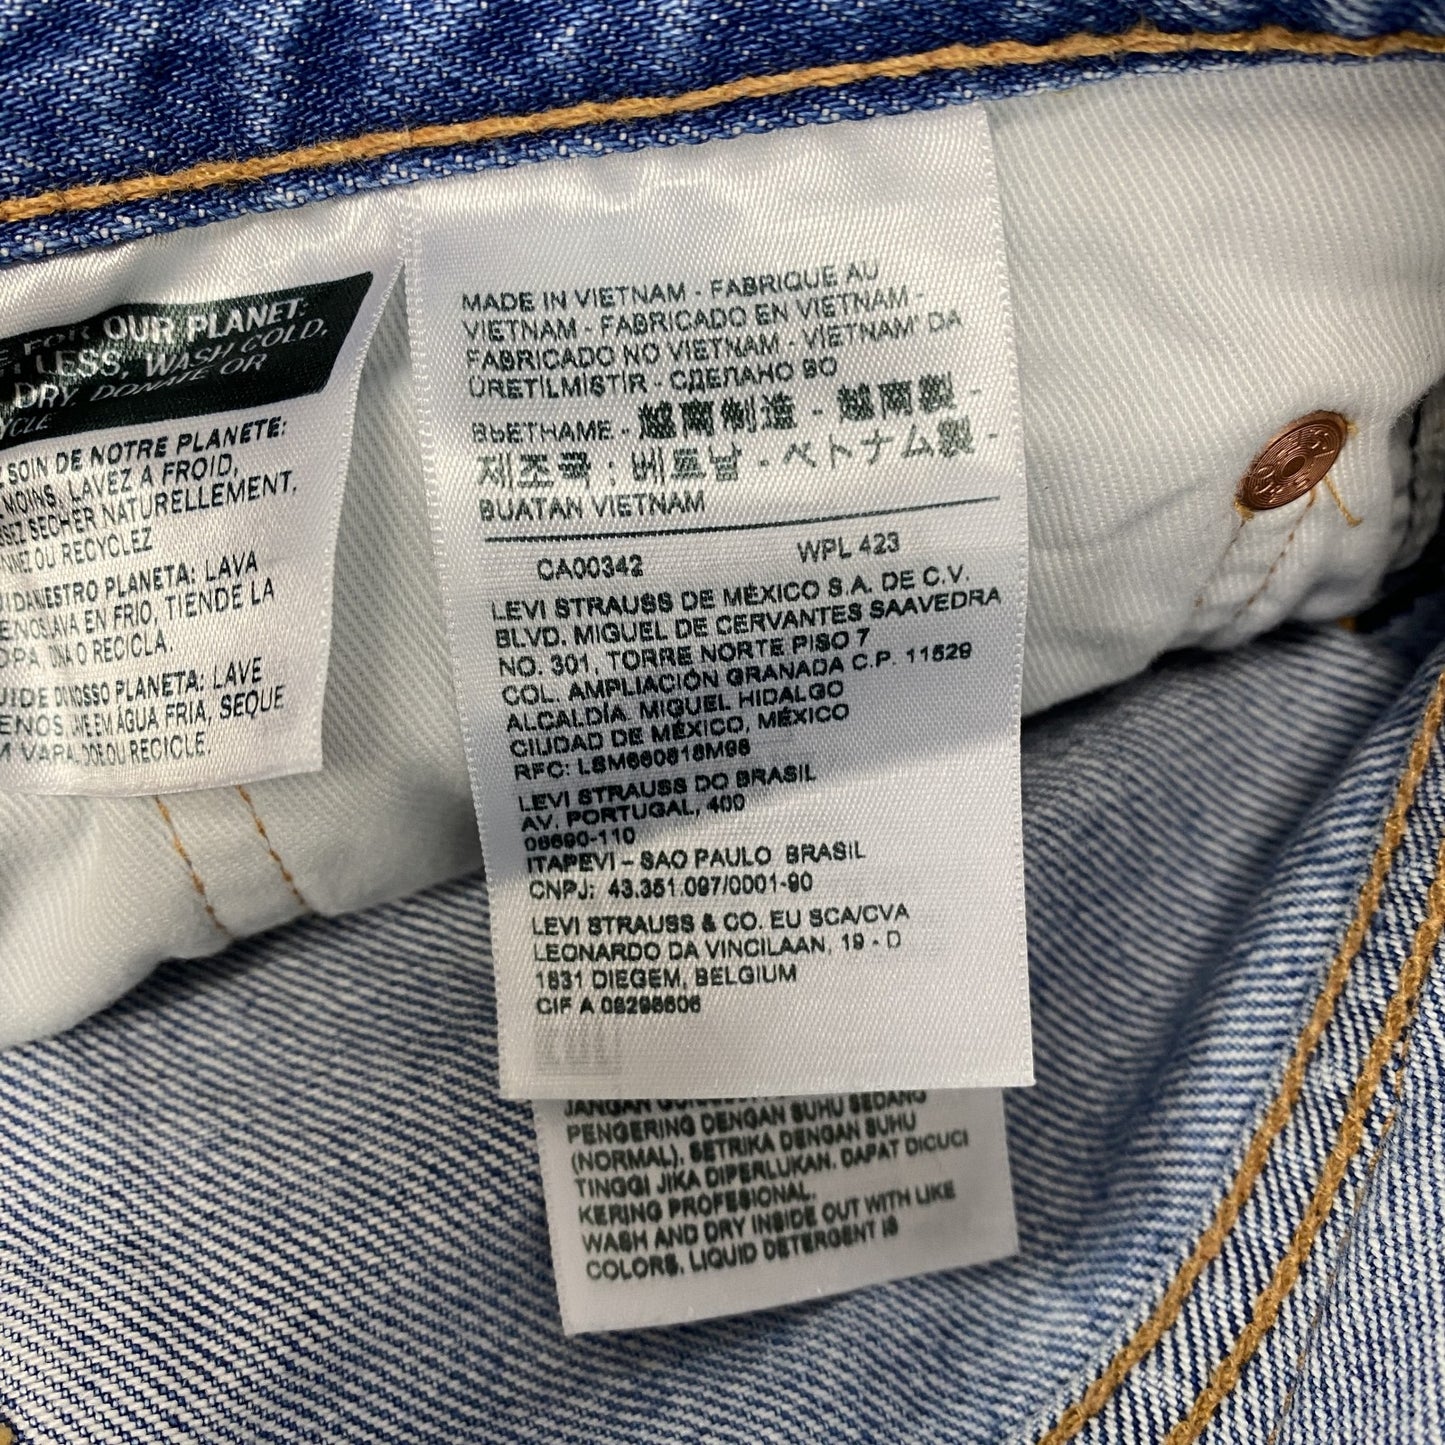 FOR OUR PLANET:
LESS, WASH COLD,
DRY, DONATE OR
SOIN DE NOTRE PLANETE:
MOINS, LAVEZ A FROID,
SECHER NATURELLEMENT,
OU RECYCLEZ
PLANETA: LAVA
EN FRIO, TIENDE LA
O RECICLA.
PLANETA: LAVE
EM ÁGUA FRIA, SEQUE
OU RECICLE.
MADE IN VIETNAM - FABRIQUE AU
VIETNAM - FABRICADO EN VIETNAM -
FABRICADO NO VIETNAM - VİETNAM' DA
ÜRETİLMİŞTİR - СДЕЛАНО ВО
ВЬЕТНАМЕ - 越南制造 - 越南製 -
제조국 : 베트남 - ベトナム製 -
BUATAN VIETNAM
CA00342 WPL 423
LEVI STRAUSS DE MÉXICO S.A. DE C.V.
BLVD. MIGUEL DE CERVANTES SAAVEDRA
NO. 301, TORRE NORTE PISO 7
COL. AMPLIACIÓN GRANADA C.P. 11529
ALCALDÍA MIGUEL HIDALGO
CIUDAD DE MÉXICO, MÉXICO
RFC:
LEVI STRAUSS DO BRASIL
AV. PORTUGAL, 400
06690-110
ITAPEVI – SAO PAULO BRASIL
CNPJ: 43.351.097/0001-90
LEVI STRAUSS & CO. EU SCA/CVA
LEONARDO DA VINCILAAN, 19 - D
1831 DIEGEM, BELGIUM
CIF A
JANGAN
PENGERING DENGAN SUHU SEDANG
(NORMAL), SETRIKA DENGAN SUHU
TINGGI JIKA DIPERLUKAN. DAPAT DICUCI
KERING PROFESIONAL.
WASH AND DRY INSIDE OUT WITH LIKE
COLORS, LIQUID DETERGENT IS